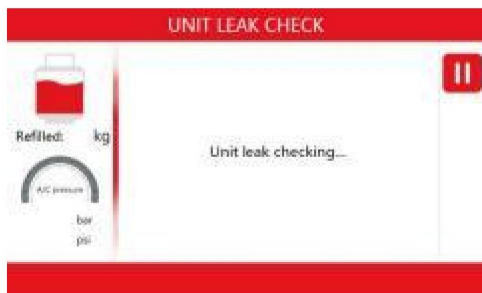 UNIT LEAK CHECK
Refilled: kg
A/C pressure
bar
psi
Unit leak checking...